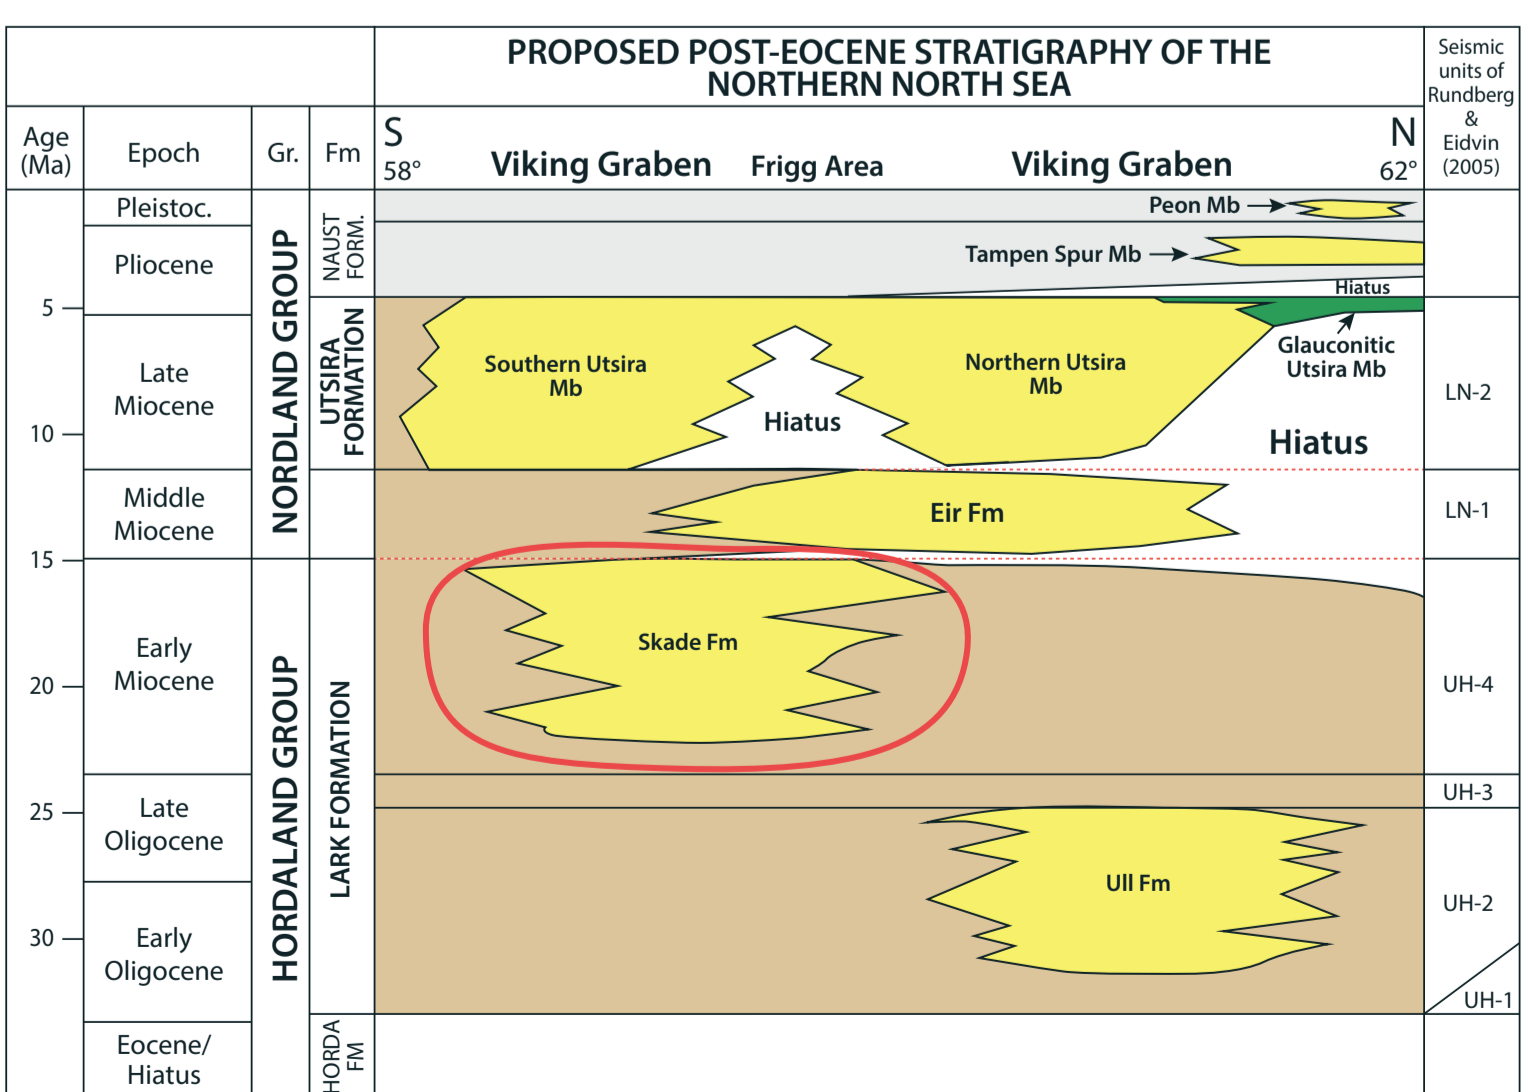 PROPOSED POST-EOCENE STRATIGRAPHY OF THE
NORTHERN NORTH SEA
Seismic
units of
Rundberg
&
Eidvin
(2005)
Age
(Ma)
Epoch
Gr.
Fm
S
58°
Viking Graben
Frigg Area
Viking Graben
N
62°
Pleistoc.
Pliocene
5
Late
Miocene
10
Middle
Miocene
15
Early
Miocene
20
25
Late
Oligocene
30
Early
Oligocene
Eocene/
Hiatus
NORDLAND GROUP
HORDALAND GROUP
NAUST
FORM.
UTSIRA
FORMATION
LARK FORMATION
HORDA
FM
Peon Mb
Tampen Spur Mb
Hiatus
Southern Utsira
Mb
Hiatus
Northern Utsira
Mb
Glauconitic
Utsira Mb
Hiatus
Eir Fm
Skade Fm
Ull Fm
LN-2
LN-1
UH-4
UH-3
UH-2
UH-1